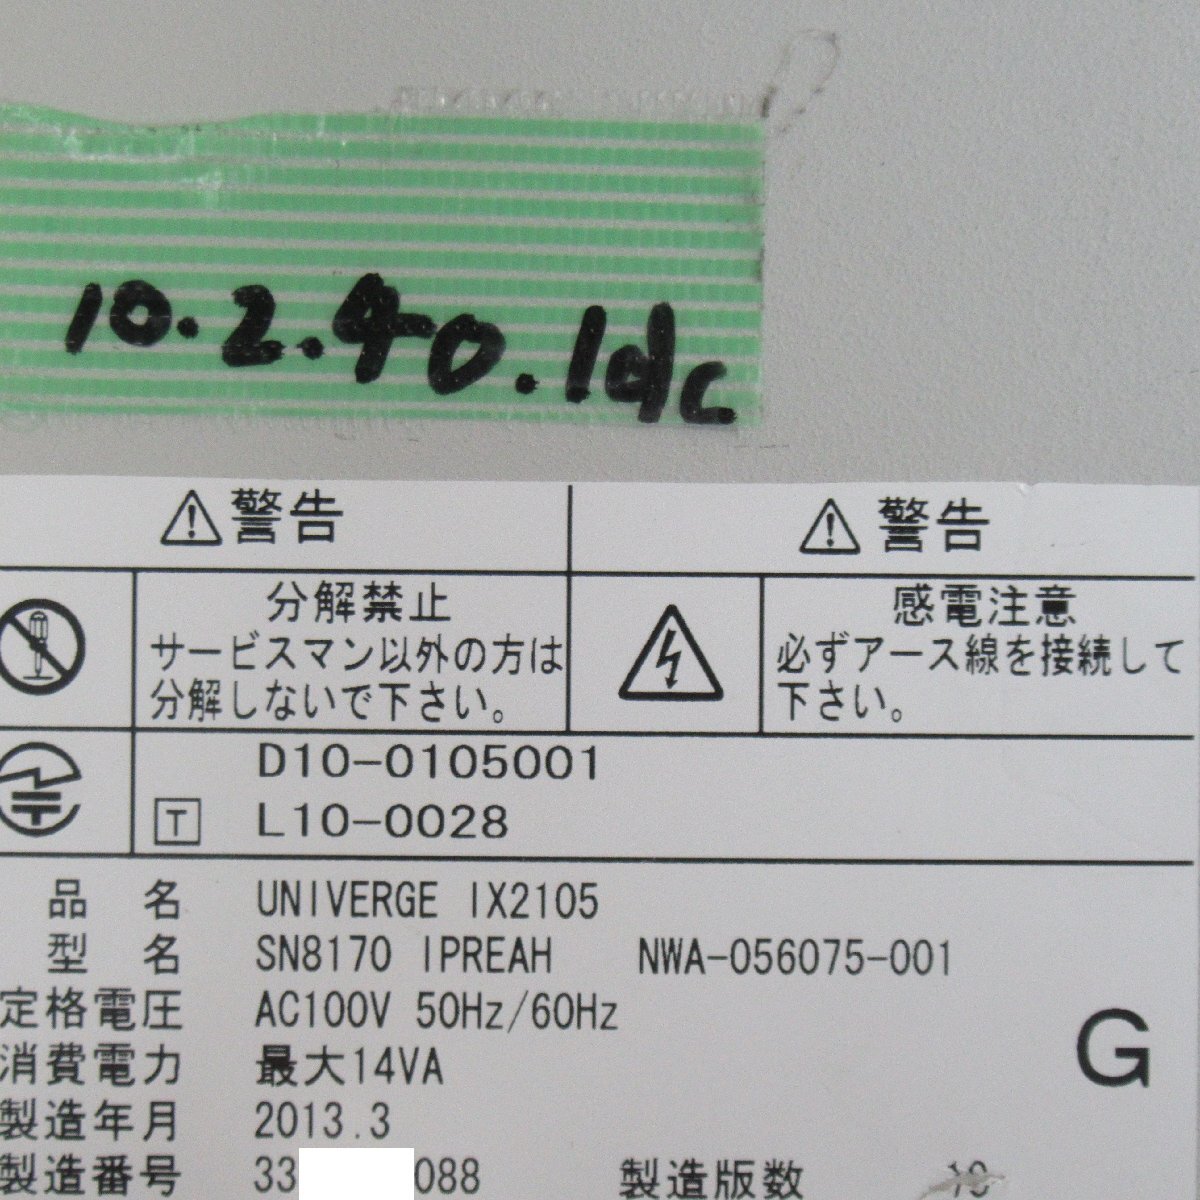 10.2.40.1dc
警告
警告
分解禁止
サービスマン以外の方は
分解しないで下さい。
感電注意
必ずアース線を接続して
下さい。
D10-0105001
T L10-0028
品 名 UNIVERGE IX2105
型 名 SN8170 IPREAH NWA-056075-001
定格電圧 AC100V 50Hz/60Hz
消費電力 最大14VA
G
製造年月 2013.3
製造番号 33 088 製造版数